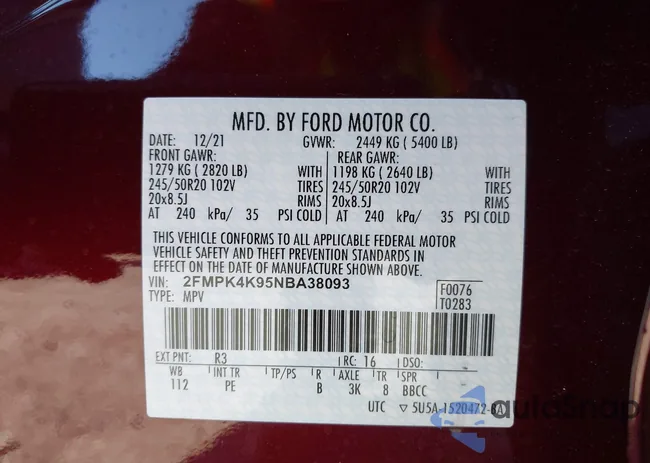 MFD. BY FORD MOTOR CO.
DATE: 12/21 GVWR: 2449 KG ( 5400 LB)
FRONT GAWR: REAR GAWR:
1279 KG ( 2820 LB) WITH 1198 KG ( 2640 LB) WITH
245/50R20 102V TIRES 245/50R20 102V TIRES
20x8.5J RIMS 20x8.5J RIMS
AT 240 kPa/ 35 PSI COLD AT 240 kPa/ 35 PSI COLD
THIS VEHICLE CONFORMS TO ALL APPLICABLE FEDERAL MOTOR
VEHICLE SAFETY AND THEFT PREVENTION STANDARDS IN
EFFECT ON THE DATE OF MANUFACTURE SHOWN ABOVE.
VIN: 2FMPK4K95NBA38093 F0076
TYPE: MPV T0283
EXT PNT: R3 RC: 16 DSO:
WB INT TR TP/PS R AXLE TR SPR
112 PE B 3K 8 BBCC
UTC ▽5U5A-1520472-BA
autoSnap